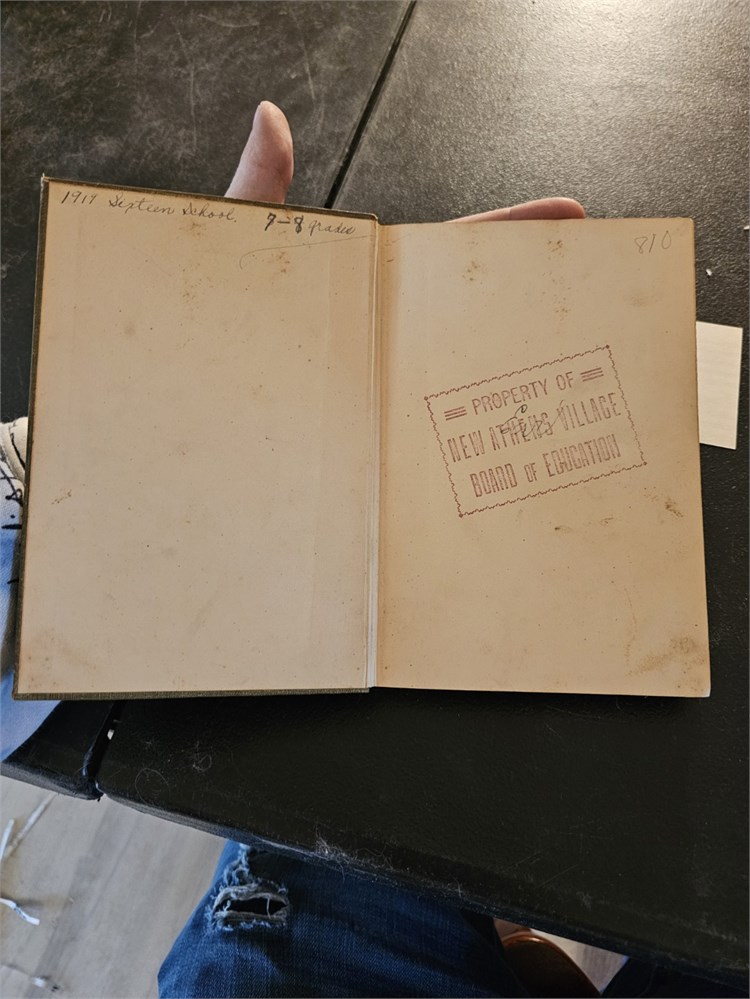 1919 Sixteen School. 7-8 grades
810
PROPERTY OF
NEW ATHENS VILLAGE
BOARD OF EDUCATION